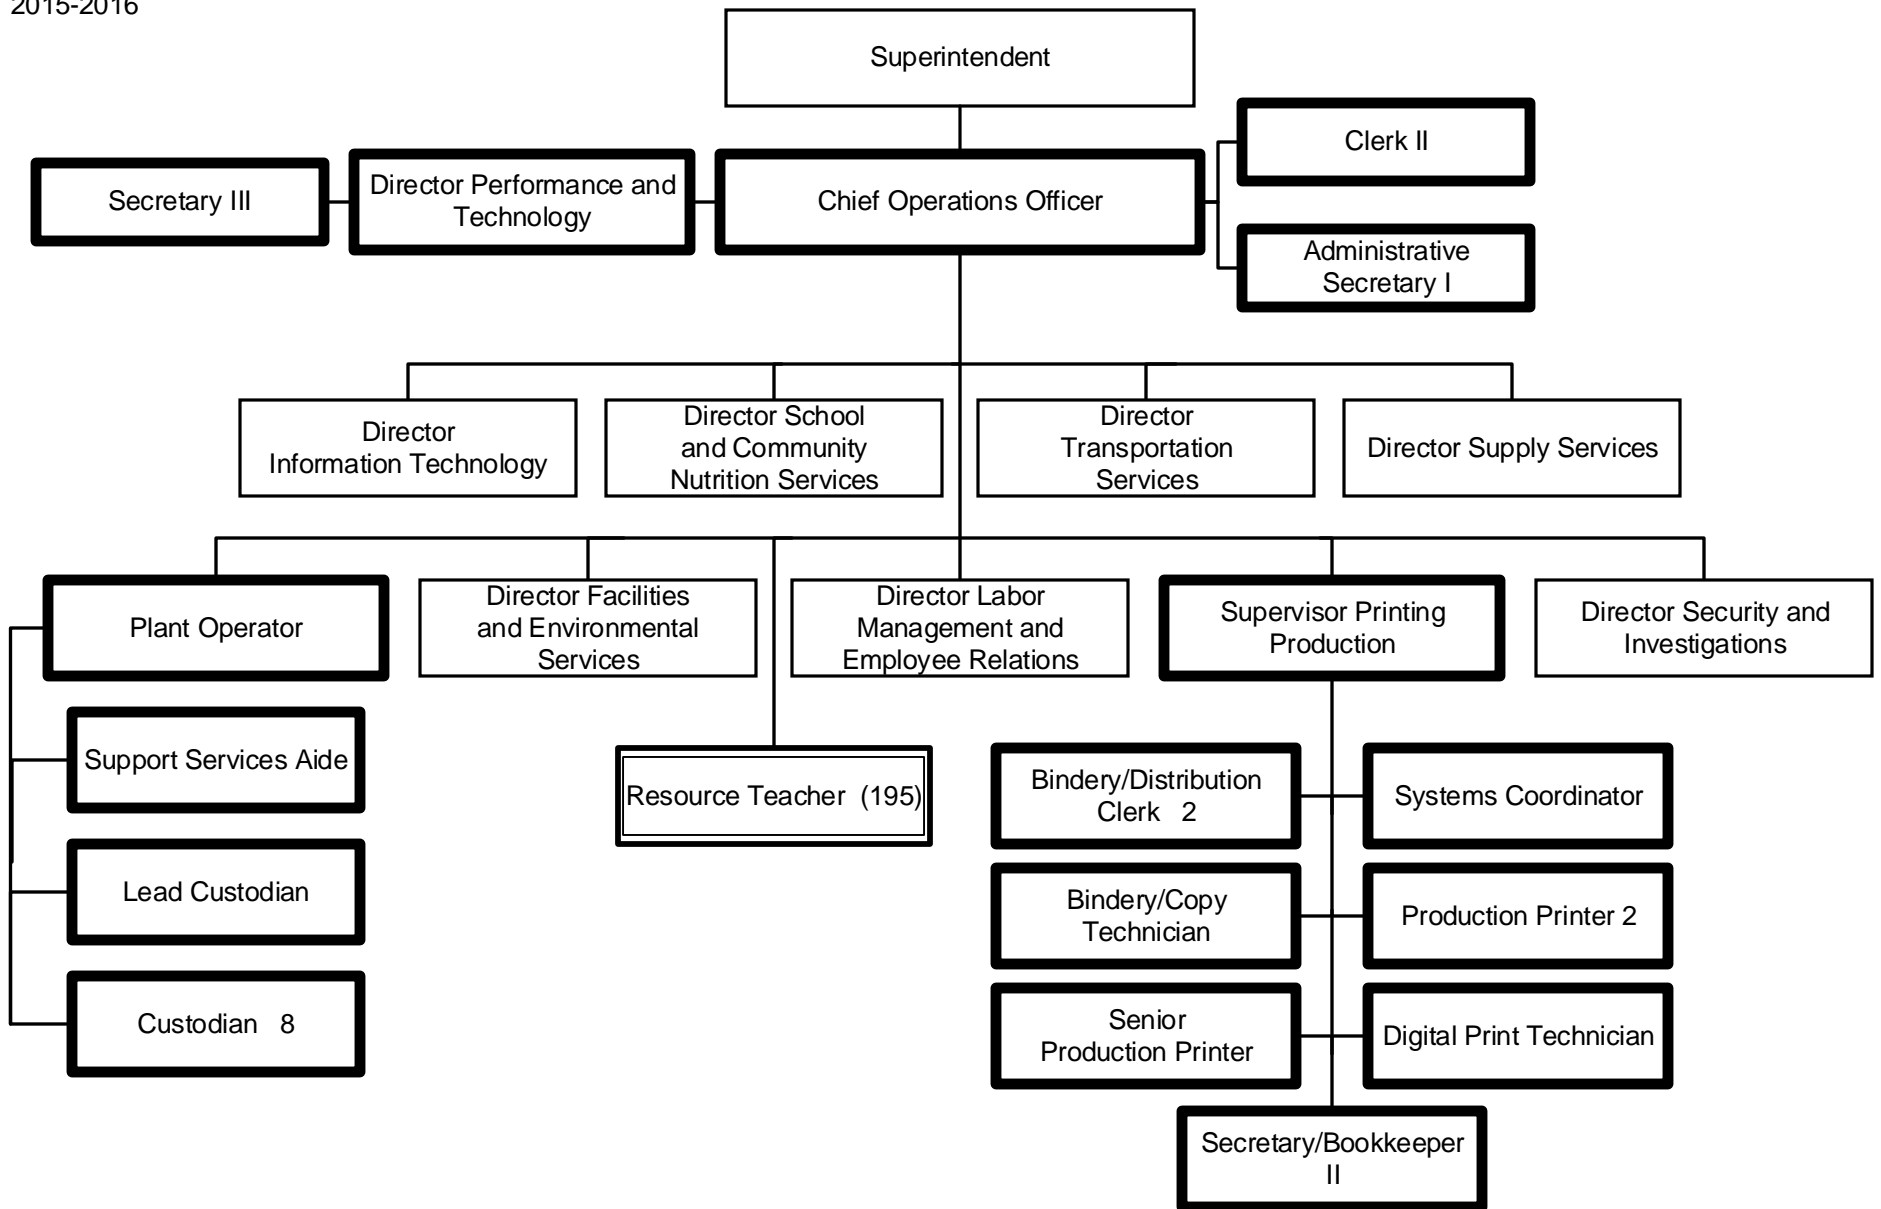 2015-2016
Superintendent
Clerk II
Secretary III
Director Performance and
Technology
Chief Operations Officer
Administrative
Secretary I
Director
Information Technology
Director School
and Community
Nutrition Services
Director
Transportation
Services
Director Supply Services
Plant Operator
Director Facilities
and Environmental
Services
Director Labor
Management and
Employee Relations
Supervisor Printing
Production
Director Security and
Investigations
Support Services Aide
Resource Teacher (195)
Bindery/Distribution
Clerk 2
Systems Coordinator
Lead Custodian
Bindery/Copy
Technician
Production Printer 2
Custodian 8
Senior
Production Printer
Digital Print Technician
Secretary/Bookkeeper
II